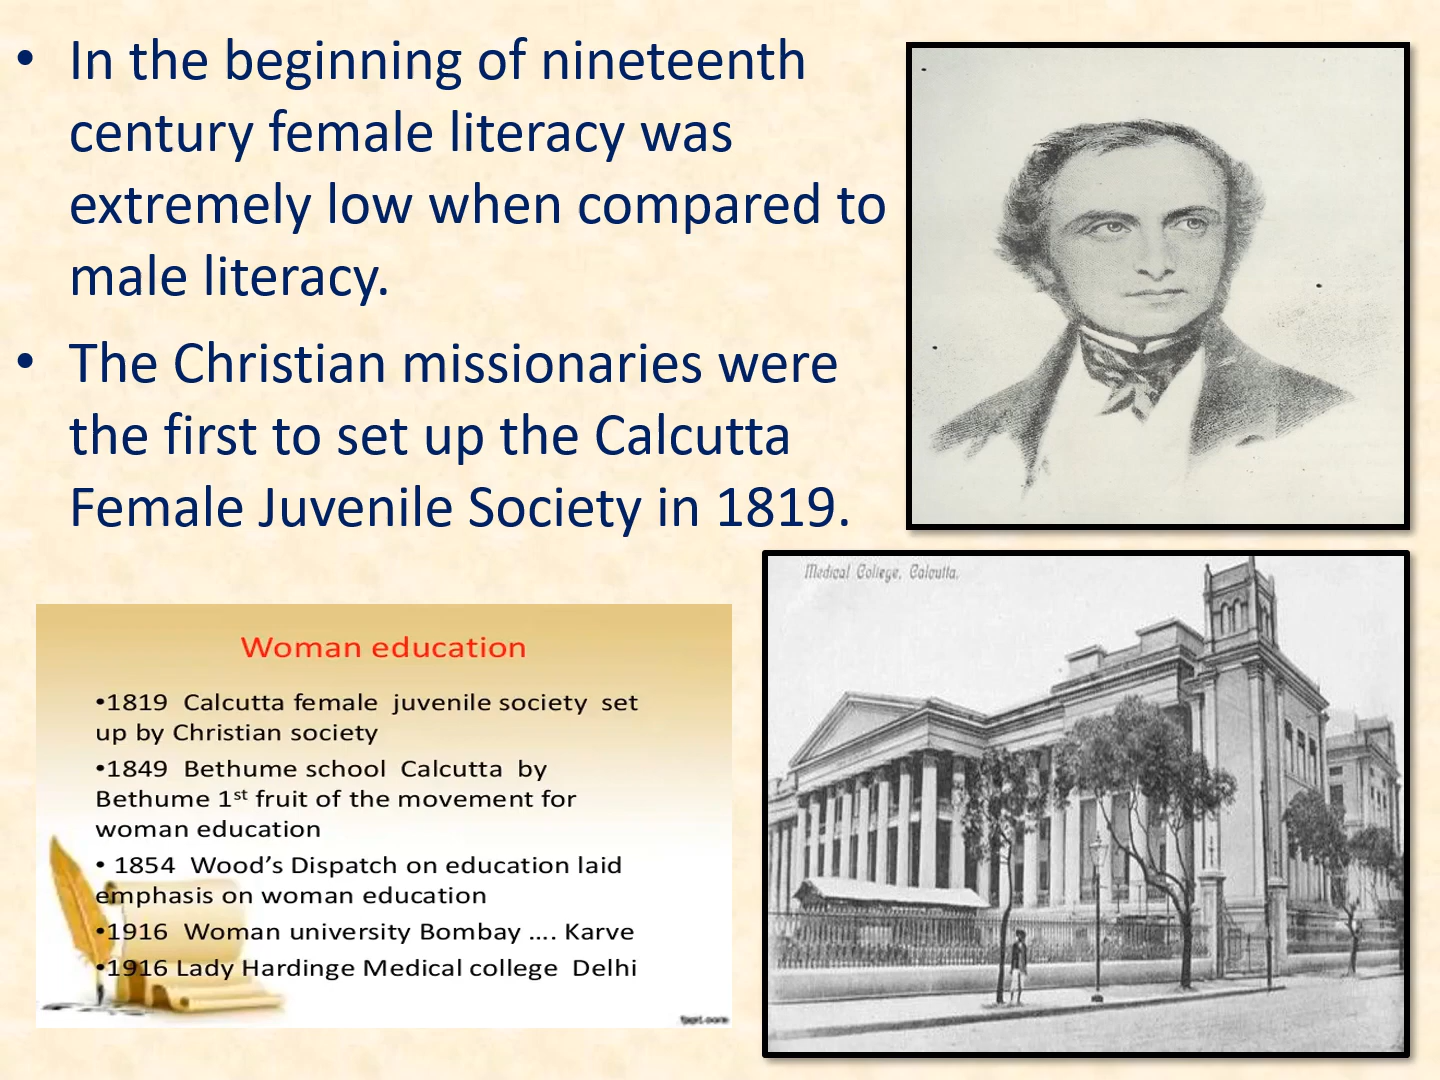 • In the beginning of nineteenth
century female literacy was
extremely low when compared to
male literacy.
• The Christian missionaries were
the first to set up the Calcutta
Female Juvenile Society in 1819.
Medical College, Calcutta.
Woman education
•1819 Calcutta female juvenile society set
up by Christian society
•1849 Bethume school Calcutta by
Bethume 1st fruit of the movement for
woman education
• 1854 Wood’s Dispatch on education laid
emphasis on woman education
•1916 Woman university Bombay .... Karve
•1916 Lady Hardinge Medical college Delhi